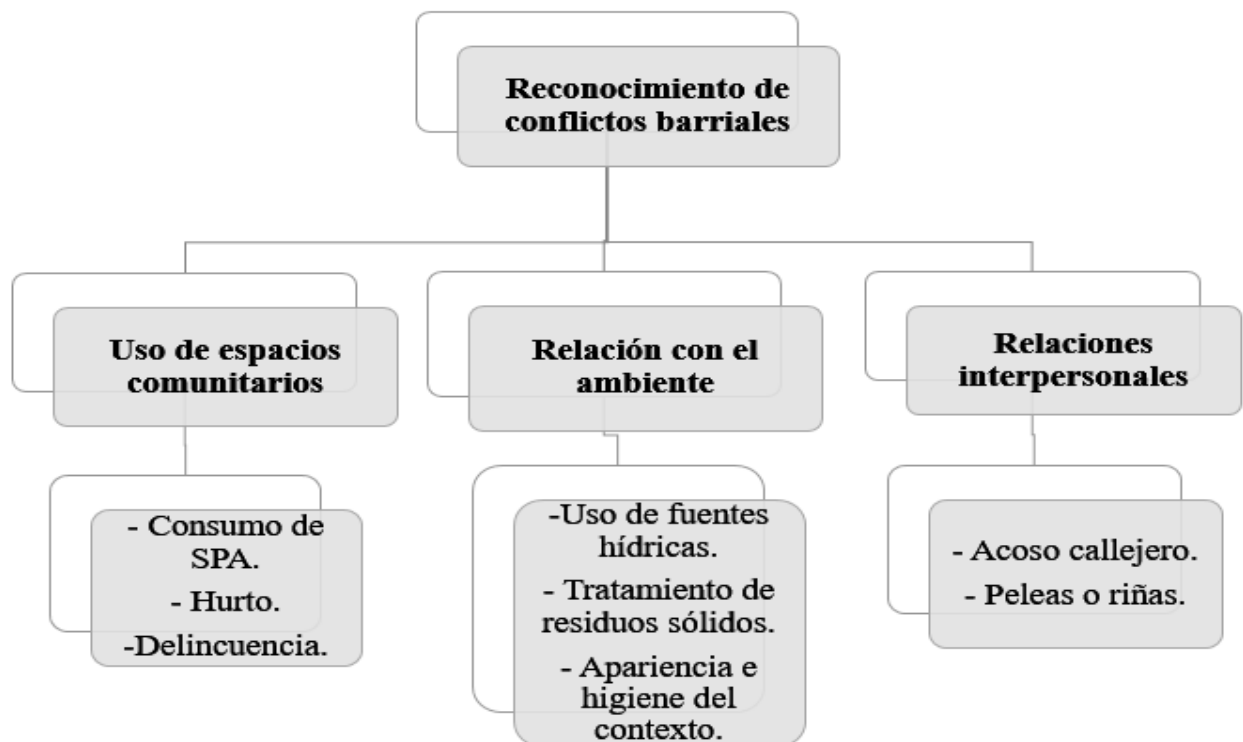 Reconocimiento de
conflictos barriales
Uso de espacios
comunitarios
Relación con el
ambiente
Relaciones
interpersonales
- Consumo de
SPA.
- Hurto.
-Delincuencia.
-Uso de fuentes
hídricas.
- Tratamiento de
residuos sólidos.
- Apariencia e
higiene del
contexto.
- Acoso callejero.
- Peleas o riñas.